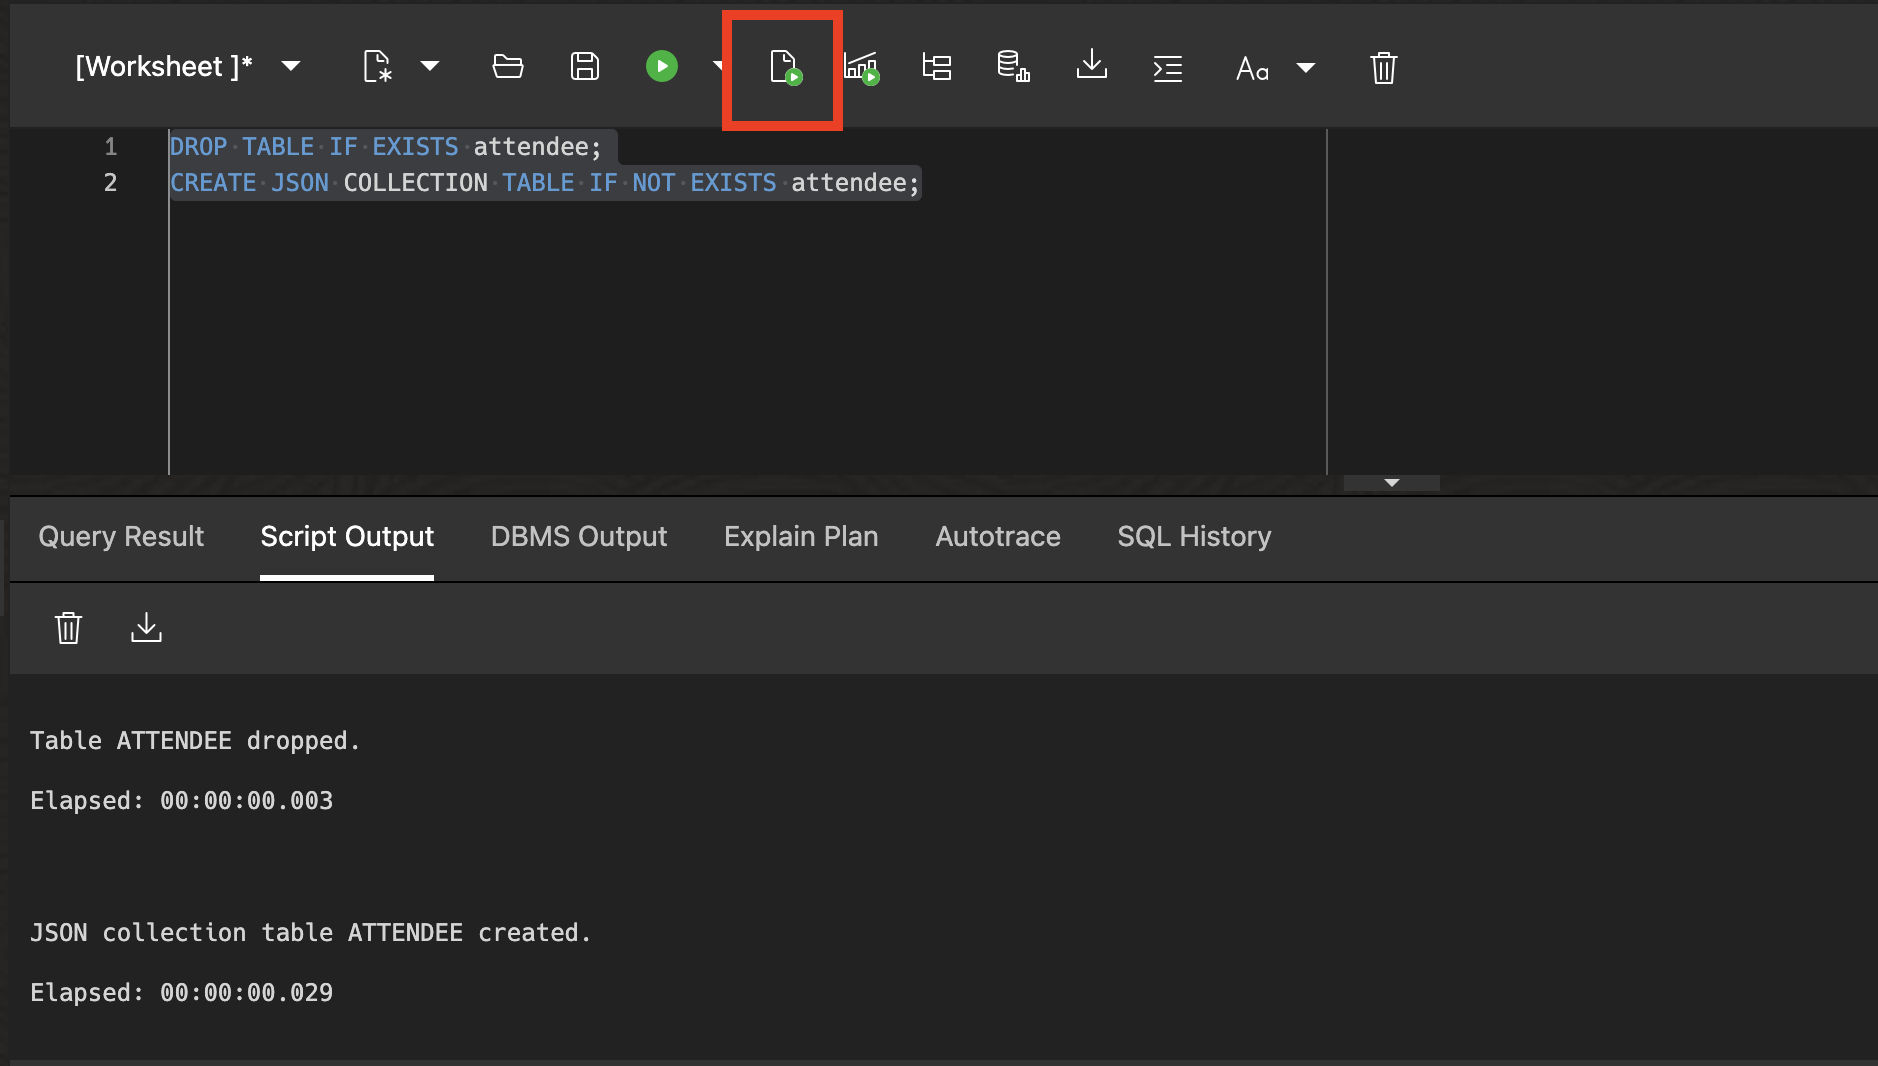 [Worksheet ]*
Aa
1 DROP TABLE IF EXISTS attendee;
2 CREATE JSON COLLECTION TABLE IF NOT EXISTS attendee;
Query Result Script Output DBMS Output Explain Plan Autotrace SQL History
Table ATTENDEE dropped.
Elapsed: 00:00:00.003
JSON collection table ATTENDEE created.
Elapsed: 00:00:00.029